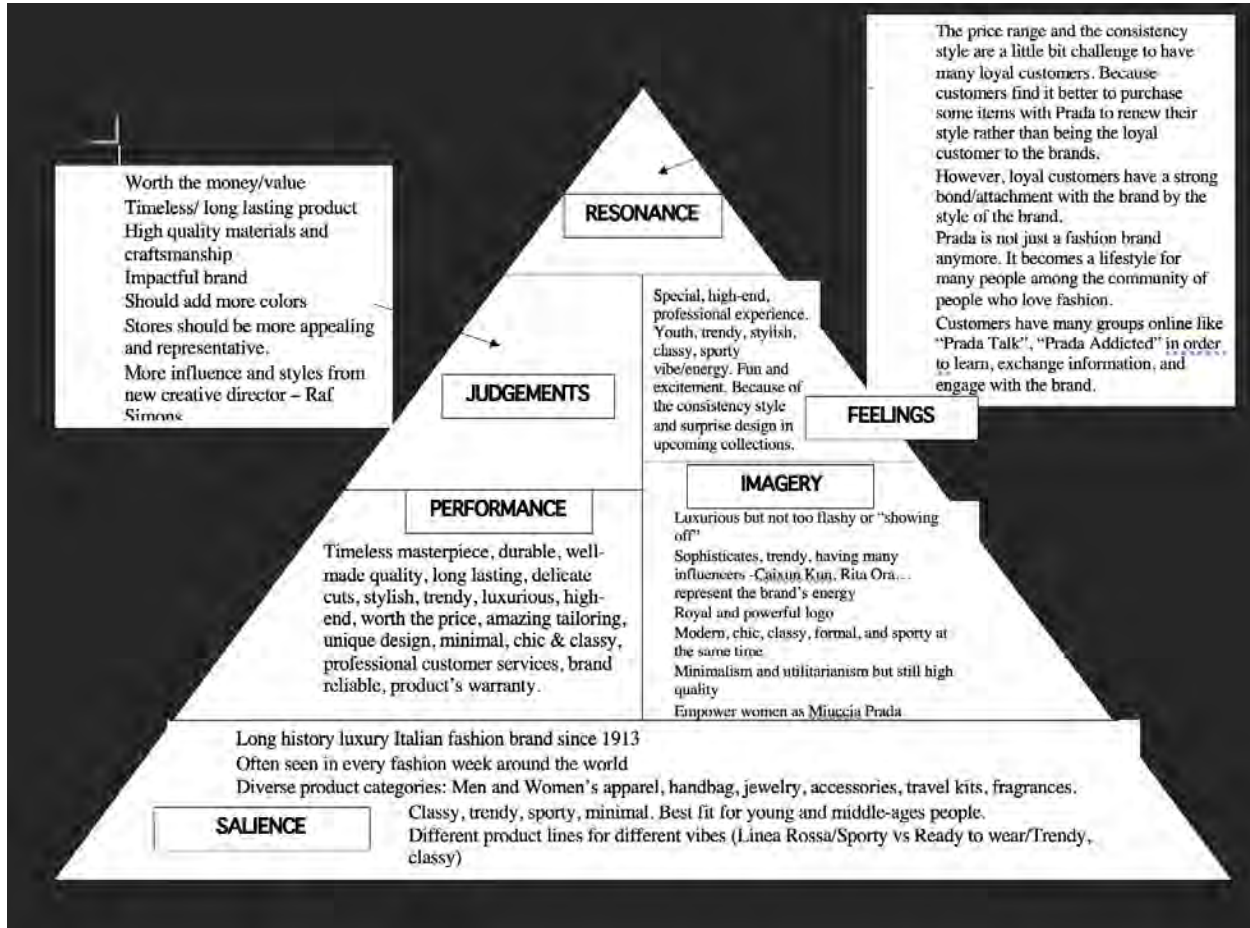 The price range and the consistency
style are a little bit challenge to have
many loyal customers. Because
customers find it better to purchase
some items with Prada to renew their
style rather than being the loyal
customer to the brands.
However, loyal customers have a strong
bond/attachment with the brand by the
style of the brand.
Prada is not just a fashion brand
anymore. It becomes a lifestyle for
many people among the community of
people who love fashion.
Customers have many groups online like
“Prada Talk”, “Prada Addicted” in order
to learn, exchange information, and
engage with the brand.
RESONANCE
Worth the money/value
Timeless/ long lasting product
High quality materials and
craftsmanship
Impactful brand
Should add more colors
Stores should be more appealing
and representative.
More influence and styles from
new creative director – Raf
Simons
JUDGEMENTS
Special, high-end,
professional experience.
Youth, trendy, stylish,
classy, sporty
vibe/energy. Fun and
excitement. Because of
the consistency style
and surprise design in
upcoming collections.
FEELINGS
PERFORMANCE
Timeless masterpiece, durable, well-
made quality, long lasting, delicate
cuts, stylish, trendy, luxurious, high-
end, worth the price, amazing tailoring,
unique design, minimal, chic & classy,
professional customer services, brand
reliable, product’s warranty.
IMAGERY
Luxurious but not too flashy or “showing
off”
Sophisticates, trendy, having many
influencers -Caixun Kun, Rita Ora…
represent the brand’s energy
Royal and powerful logo
Modern, chic, classy, formal, and sporty at
the same time
Minimalism and utilitarianism but still high
quality
Empower women as Miuccia Prada
Long history luxury Italian fashion brand since 1913
Often seen in every fashion week around the world
Diverse product categories: Men and Women’s apparel, handbag, jewelry, accessories, travel kits, fragrances.
SALIENCE
Classy, trendy, sporty, minimal. Best fit for young and middle-ages people.
Different product lines for different vibes (Linea Rossa/Sporty vs Ready to wear/Trendy,
classy)